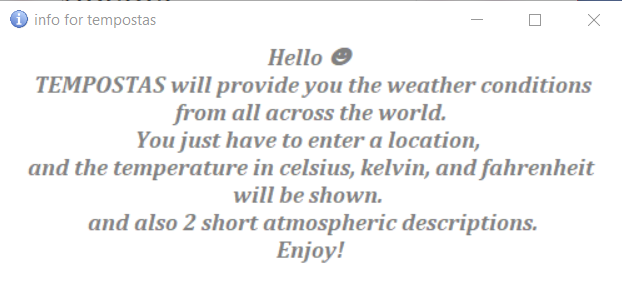 info for tempostas
Hello ☻
TEMPOSTAS will provide you the weather conditions
from all across the world.
You just have to enter a location,
and the temperature in celsius, kelvin, and fahrenheit
will be shown.
and also 2 short atmospheric descriptions.
Enjoy!